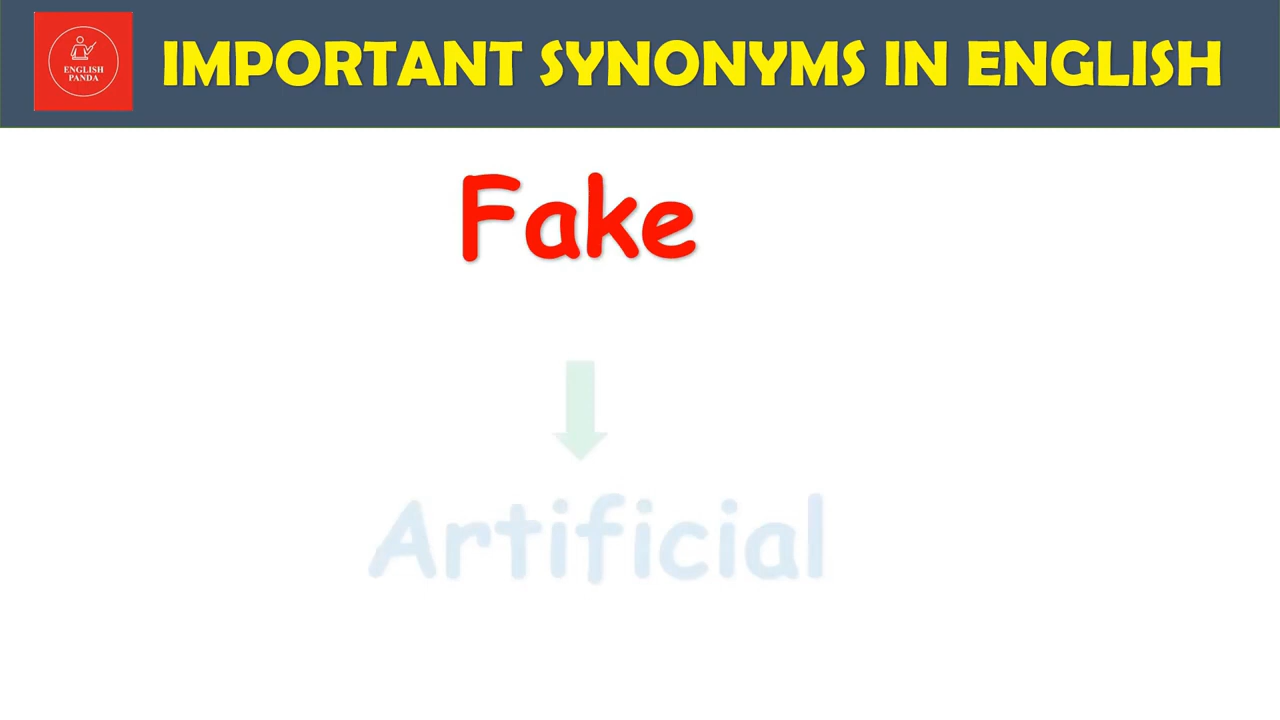 ENGLISH
PANDA
IMPORTANT SYNONYMS IN ENGLISH
Fake
Artificial